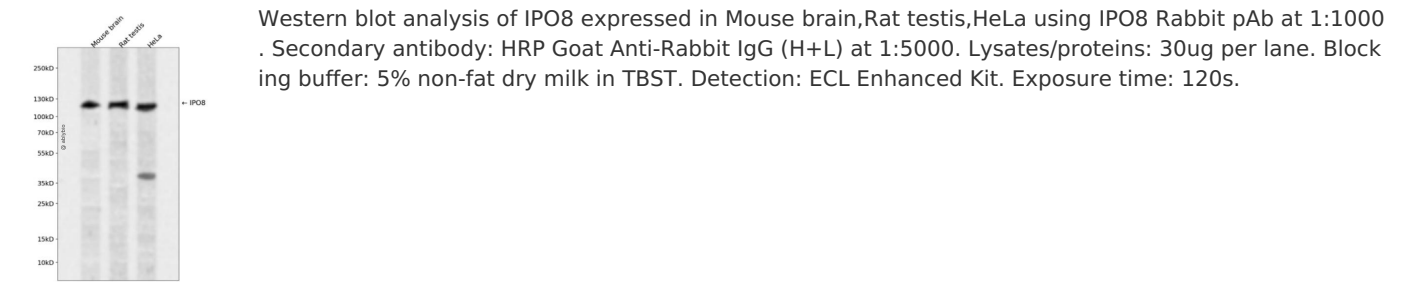 Western blot analysis of IPO8 expressed in Mouse brain,Rat testis,HeLa using IPO8 Rabbit pAb at 1:1000
. Secondary antibody: HRP Goat Anti-Rabbit IgG (H+L) at 1:5000. Lysates/proteins: 30ug per lane. Block
ing buffer: 5% non-fat dry milk in TBST. Detection: ECL Enhanced Kit. Exposure time: 120s.
Mouse brain
Rat testis
HeLa
250kD
130kD
← IPO8
100kD
70kD
55kD
35kD
25kD
15kD
10kD